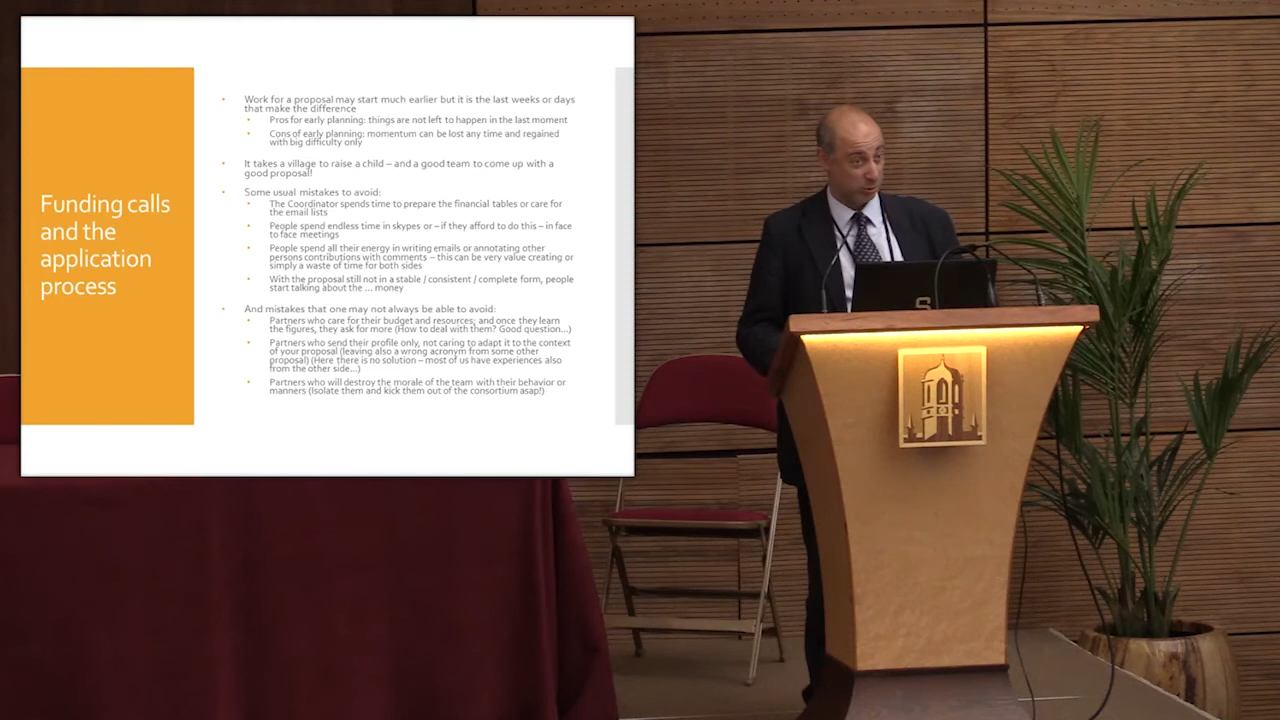 Funding calls
and the
application
process
Work for a proposal may start much earlier but it is the last weeks or days
that make the difference
Pros for early planning: things are not left to happen in the last moment
Cons of early planning: momentum can be lost any time and regained
with big difficulty only
It takes a village to raise a child – and a good team to come up with a
good proposal!
Some usual mistakes to avoid:
The Coordinator spends time to prepare the financial tables or care for
the email lists
People spend endless time in skypes or – if they afford to do this – in face
to face meetings
People spend all their energy in writing emails or annotating other
persons contributions with comments – this can be very value creating or
simply a waste of time for both sides
With the proposal still not in a stable / consistent / complete form, people
start talking about the ... money
And mistakes that one may not always be able to avoid:
Partners who care for their budget and resources; and once they learn
the figures, they ask for more (How to deal with them? Good question...)
Partners who send their profile only, not caring to adapt it to the context
of your proposal (leaving also a wrong acronym from some other
proposal) (Here there is no solution – most of us have experiences also
from the other side...)
Partners who will destroy the morale of the team with their behavior or
manners (Isolate them and kick them out of the consortium asap!)